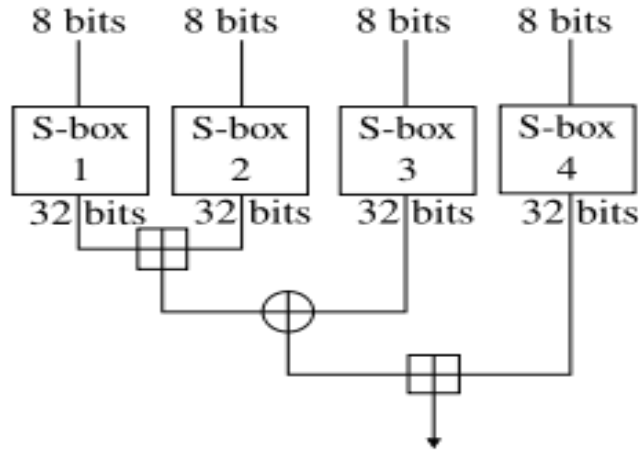 8 bits 8 bits 8 bits 8 bits
S-box S-box S-box S-box
1 2 3 4
32 bits 32 bits 32 bits 32 bits